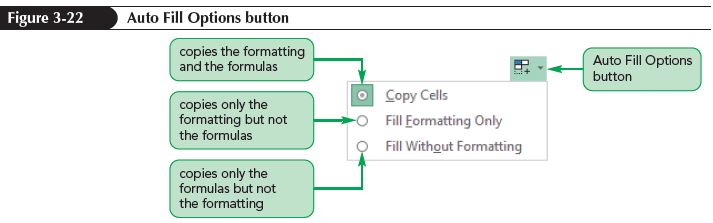 Figure 3-22 Auto Fill Options button
copies the formatting
and the formulas
copies only the
formatting but not
the formulas
copies only the
formulas but not
the formatting
Copy Cells
Fill Formatting Only
Fill Without Formatting
Auto Fill Options
button